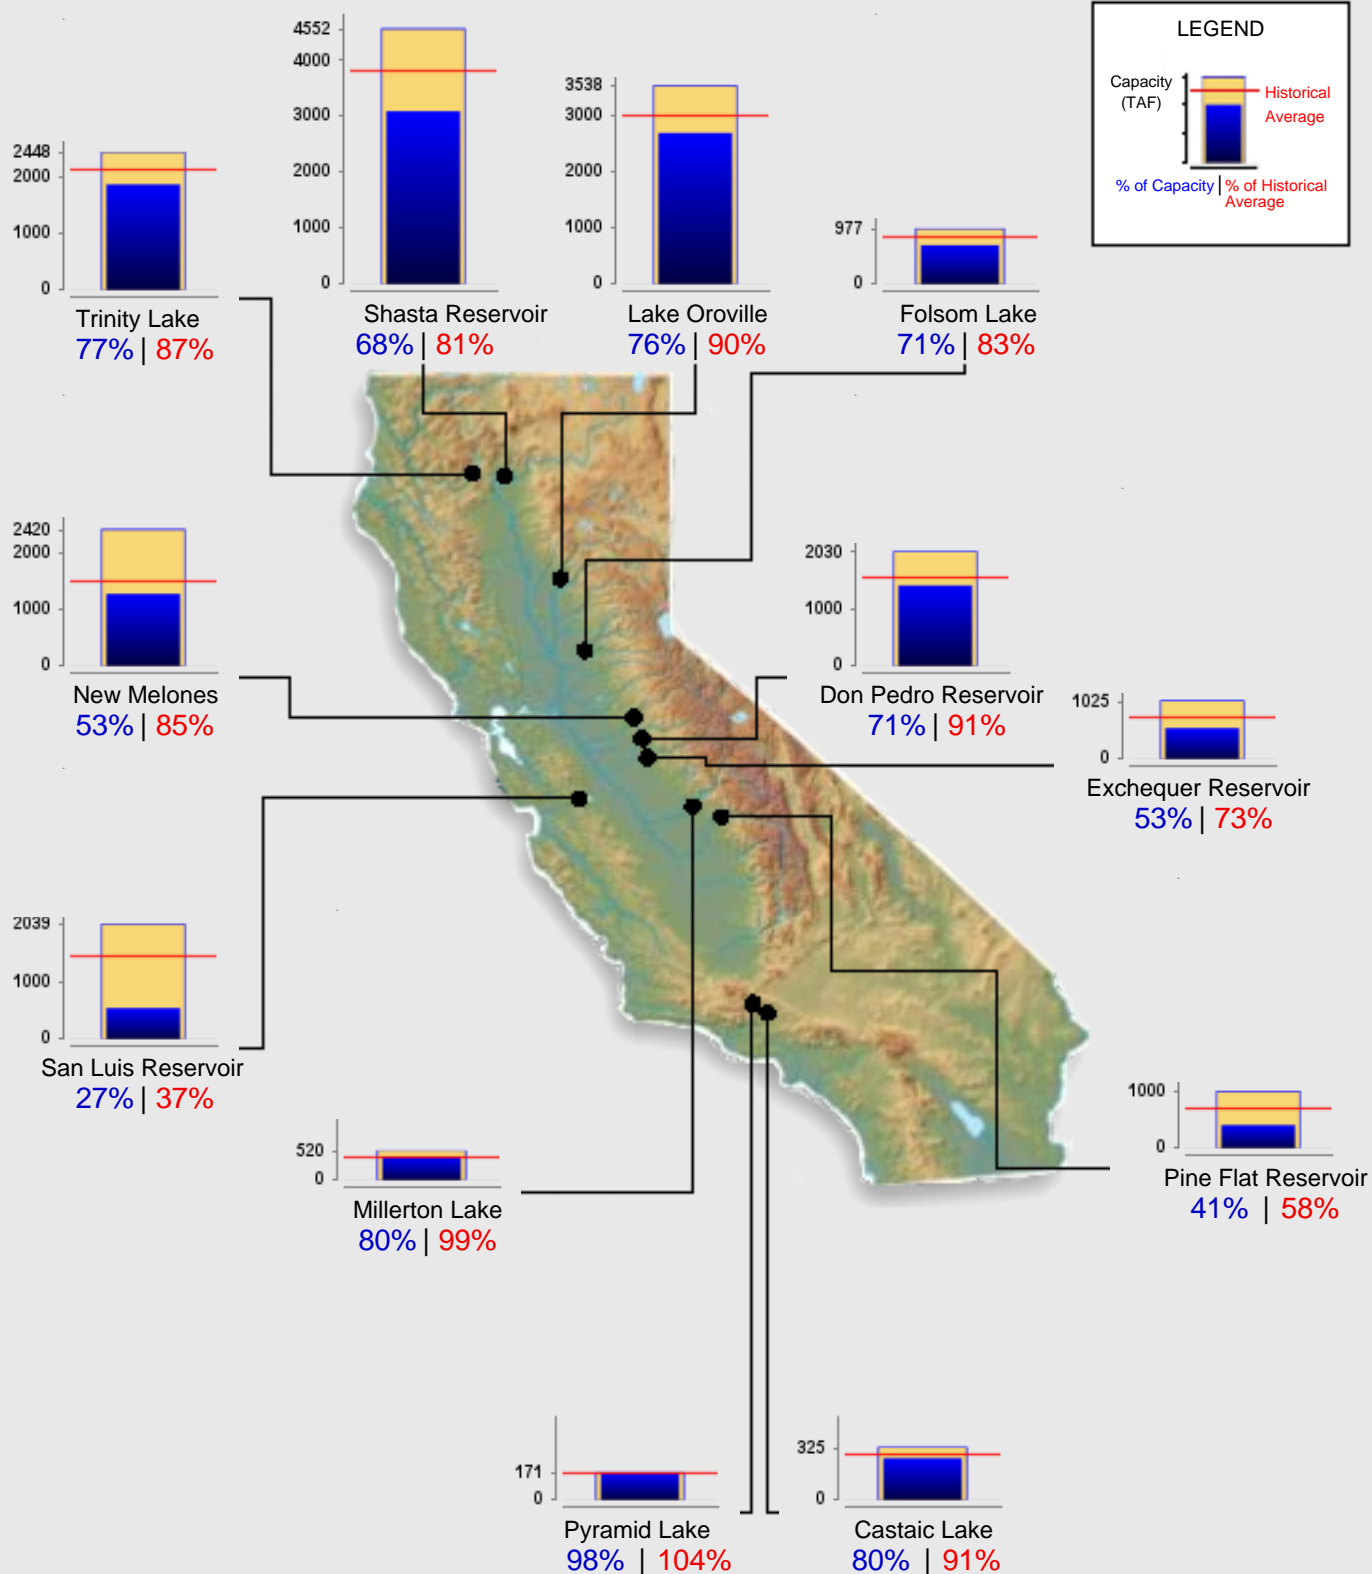 LEGEND
Capacity
(TAF)
Historical
Average
% of Capacity | % of Historical
Average
4552
4000
3000
2000
1000
0
Shasta Reservoir
68% | 81%
3538
3000
2000
1000
0
Lake Oroville
76% | 90%
2448
2000
1000
0
Trinity Lake
77% | 87%
977
0
Folsom Lake
71% | 83%
2420
2000
1000
0
New Melones
53% | 85%
2030
1000
0
Don Pedro Reservoir
71% | 91%
1025
0
Exchequer Reservoir
53% | 73%
2039
1000
0
San Luis Reservoir
27% | 37%
520
0
Millerton Lake
80% | 99%
1000
0
Pine Flat Reservoir
41% | 58%
171
0
Pyramid Lake
98% | 104%
325
0
Castaic Lake
80% | 91%